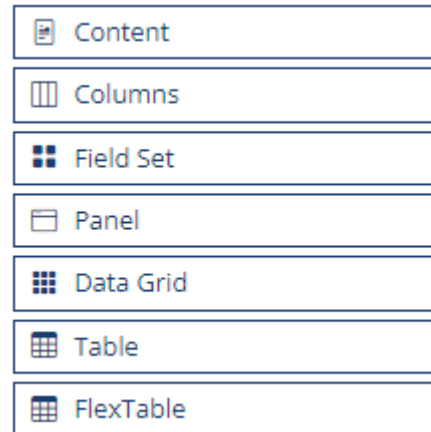 Content
Columns
Field Set
Panel
Data Grid
Table
FlexTable